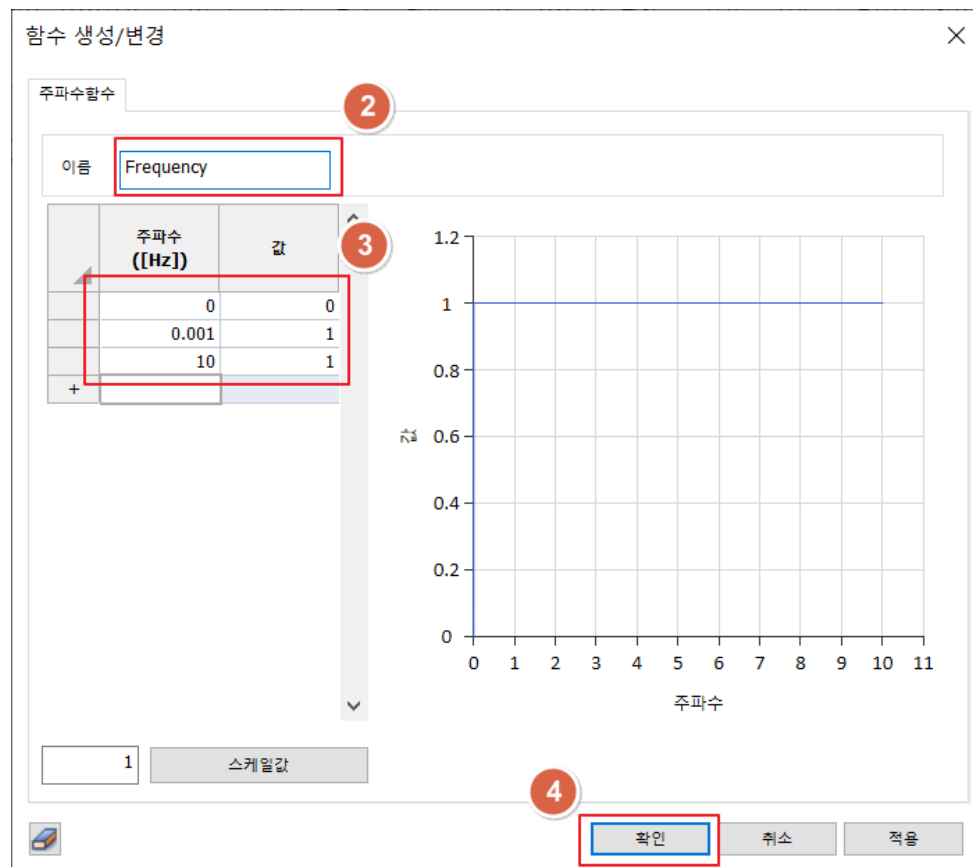 함수 생성/변경
주파수함수
2
이름
Frequency
주파수
([Hz])
값
3
0 0
0.001 1
10 1
+
1.2
1
0.8
0.6
0.4
0.2
0
값
0 1 2 3 4 5 6 7 8 9 10 11
주파수
1
스케일값
4
확인
취소
적용